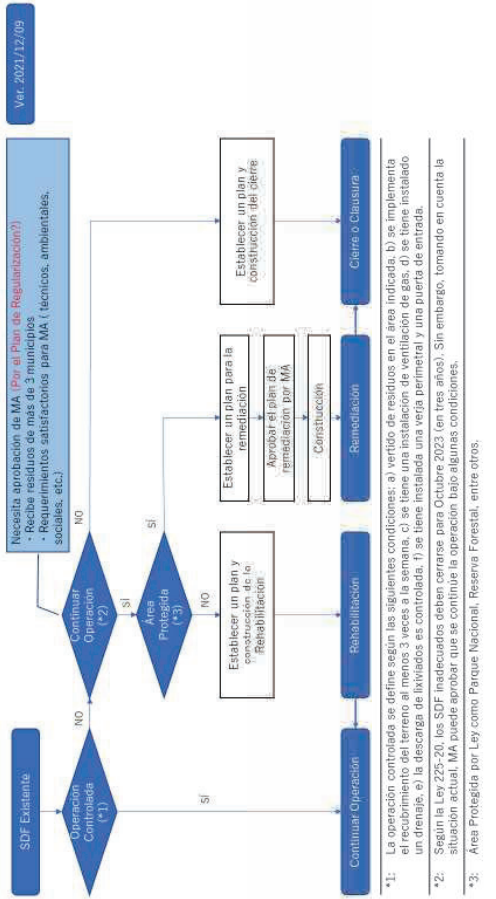 Ver. 2021/12/09
SDF Existente
Operación
Controlada
(*1)
NO
SÍ
Continuar
Operación
(*2)
NO
SÍ
Necesita aprobación de MA (Por el Plan de Regularización?)
・Recibe residuos de más de 3 municipios
・Requerimientos satisfactorios para MA ( técnicos, ambientales,
sociales, etc.)
Área
Protegida
(*3)
SÍ
NO
Establecer un plan y
construcción de la
Rehabilitación
Establecer un plan para la
remediación
Aprobar el plan de
remediación por MA
Construcción
Establecer un plan y
construcción del cierre
Continuar Operación
Rehabilitación
Remediación
Cierre o Clausura
*1: La operación controlada se define según las siguientes condiciones: a) vertido de residuos en el área indicada, b) se implementa
el recubrimiento del terreno al menos 3 veces a la semana, c) se tiene una instalación de ventilación de gas, d) se tiene instalado
un drenaje, e) la descarga de lixiviados es controlada, f) se tiene instalada una verja perimetral y una puerta de entrada.
*2: Según la Ley 225-20, los SDF inadecuados deben cerrarse para Octubre 2023 (en tres años). Sin embargo, tomando en cuenta la
situación actual, MA puede aprobar que se continúe la operación bajo algunas condiciones.
*3: Área Protegida por Ley como Parque Nacional, Reserva Forestal, entre otros.